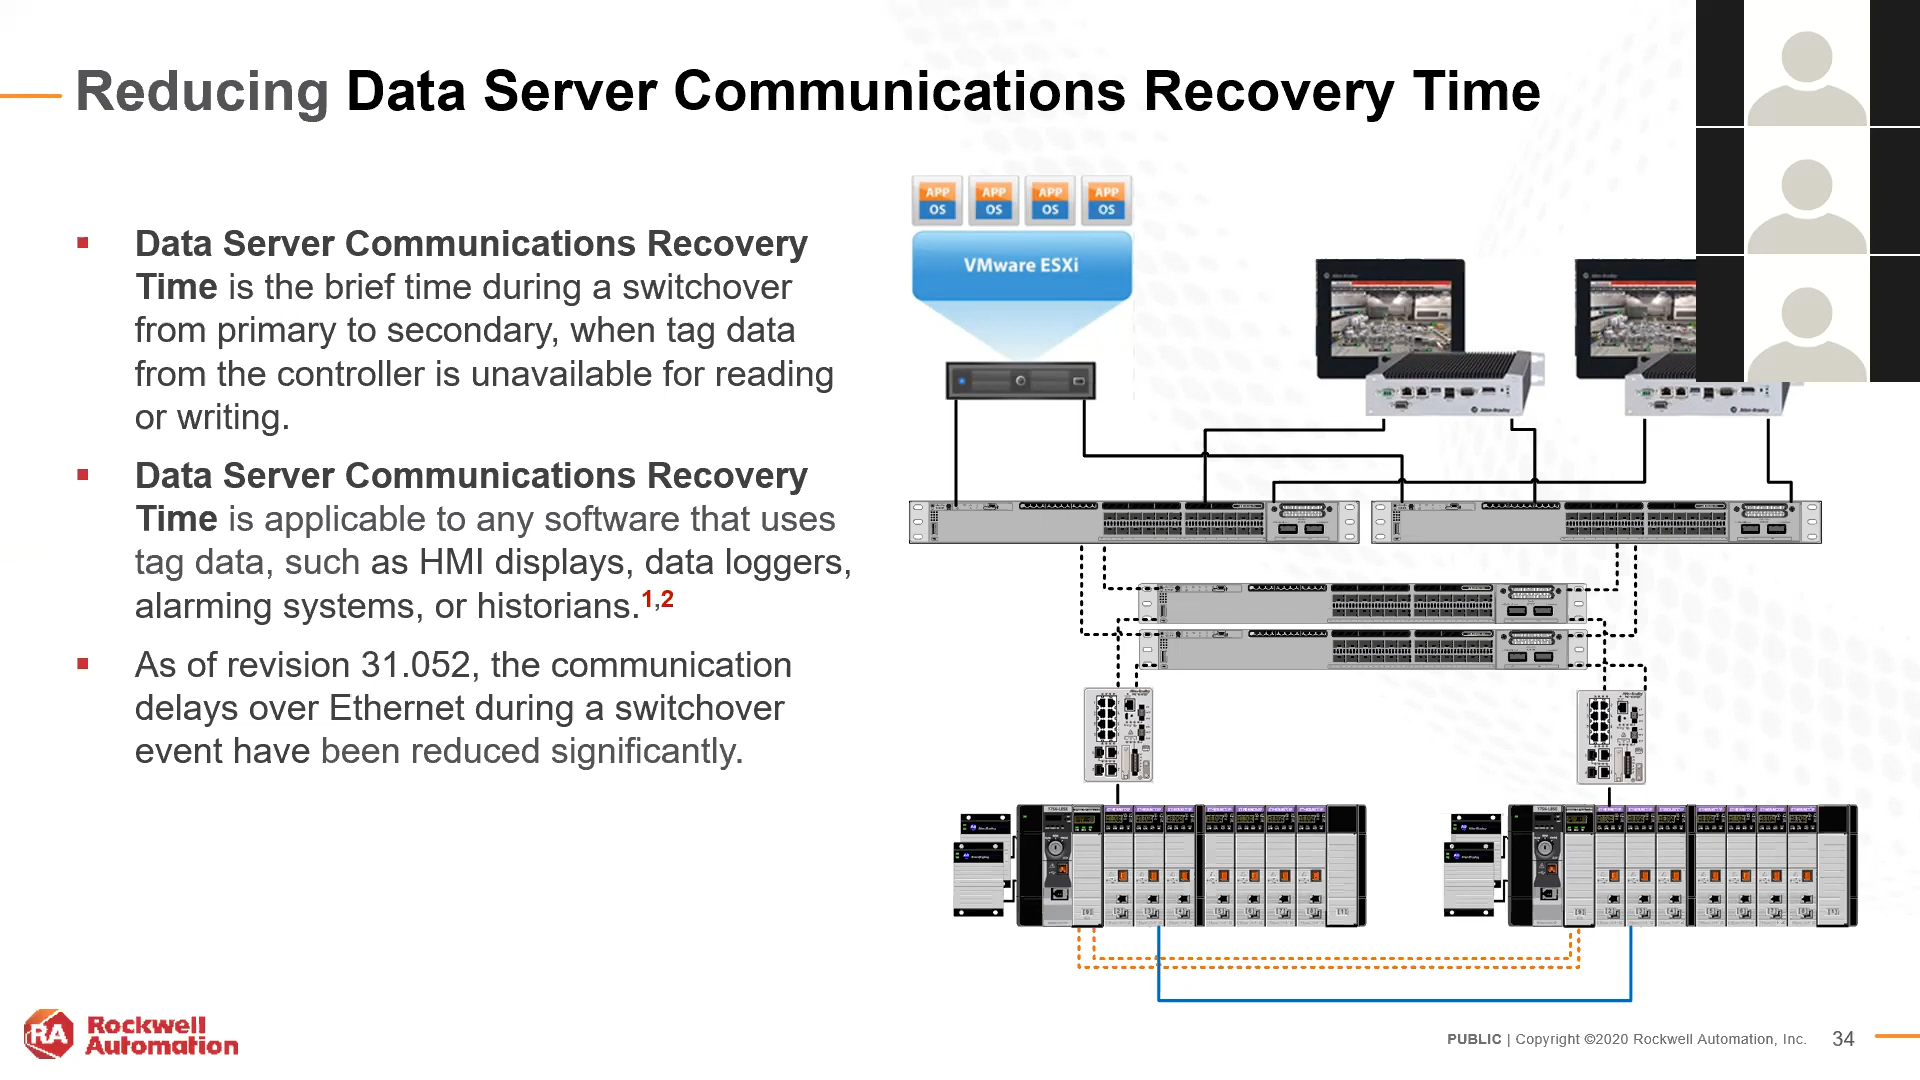 Reducing Data Server Communications Recovery Time
APP APP APP APP
OS OS OS OS
VMware ESXi
▪ Data Server Communications Recovery
Time is the brief time during a switchover
from primary to secondary, when tag data
from the controller is unavailable for reading
or writing.
▪ Data Server Communications Recovery
Time is applicable to any software that uses
tag data, such as HMI displays, data loggers,
alarming systems, or historians.1,2
▪ As of revision 31.052, the communication
delays over Ethernet during a switchover
event have been reduced significantly.
RA Rockwell
Automation
PUBLIC | Copyright ©2020 Rockwell Automation, Inc. 34